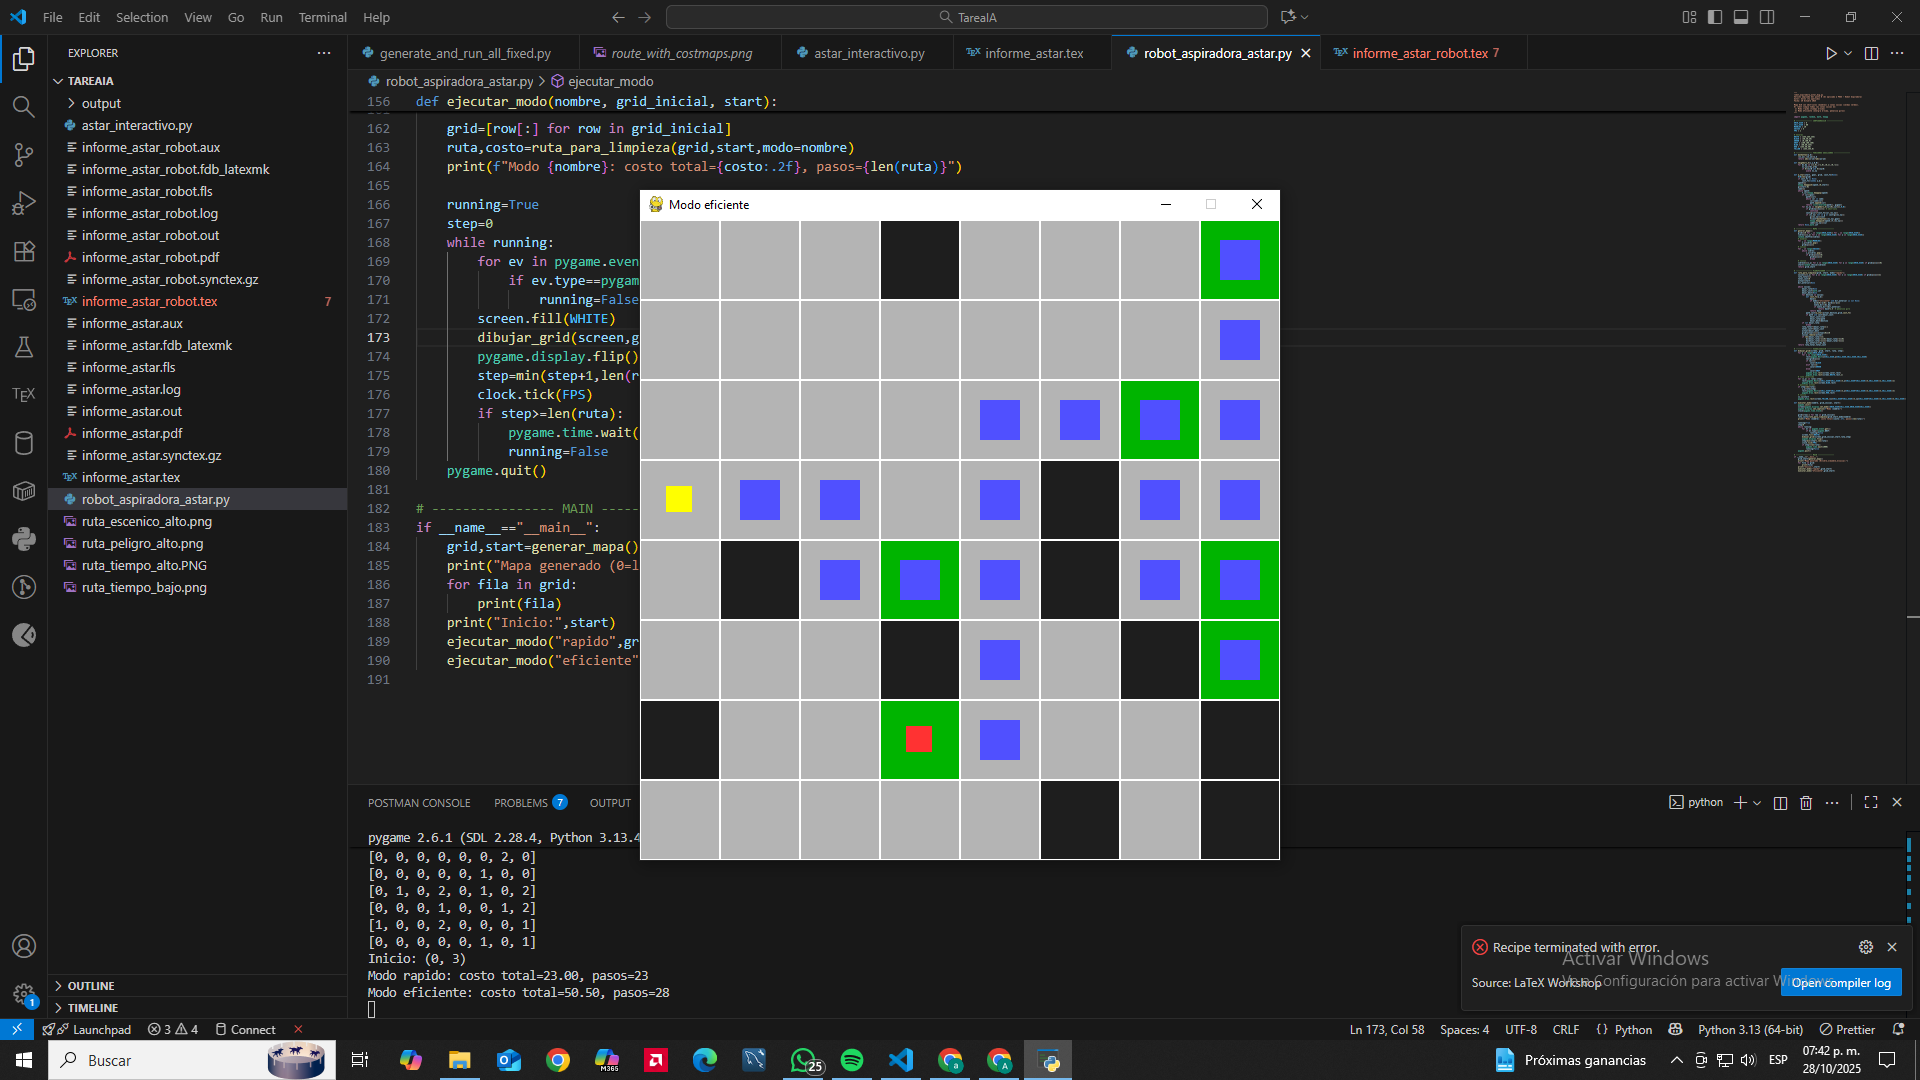 File Edit Selection View Go Run Terminal Help
TareaIA
EXPLORER
generate_and_run_all_fixed.py
route_with_costmaps.png
astar_interactivo.py
informe_astar.tex
robot_aspiradora_astar.py
informe_astar_robot.tex 7
TAREAIA
output
astar_interactivo.py
informe_astar_robot.aux
informe_astar_robot.fdb_latexmk
informe_astar_robot.fls
informe_astar_robot.log
informe_astar_robot.out
informe_astar_robot.pdf
informe_astar_robot.synctex.gz
informe_astar_robot.tex 7
informe_astar.aux
informe_astar.fdb_latexmk
informe_astar.fls
informe_astar.log
informe_astar.out
informe_astar.pdf
informe_astar.synctex.gz
informe_astar.tex
robot_aspiradora_astar.py
ruta_escenico_alto.png
ruta_peligro_alto.png
ruta_tiempo_alto.PNG
ruta_tiempo_bajo.png
OUTLINE
TIMELINE
robot_aspiradora_astar.py > ejecutar_modo
156 def ejecutar_modo(nombre, grid_inicial, start):
162 grid=[row[:] for row in grid_inicial]
163 ruta,costo=ruta_para_limpieza(grid,start,modo=nombre)
164 print(f"Modo {nombre}: costo total={costo:.2f}, pasos={len(ruta)}")
165
166 running=True
167 step=0
168 while running:
169 for ev in pygame.even
170 if ev.type==pygam
171 running=False
172 screen.fill(WHITE)
173 dibujar_grid(screen,g
174 pygame.display.flip()
175 step=min(step+1,len(r
176 clock.tick(FPS)
177 if step>=len(ruta):
178 pygame.time.wait(
179 running=False
180 pygame.quit()
181
182 # ---------------- MAIN -----
183 if __name__=="__main__":
184 grid,start=generar_mapa()
185 print("Mapa generado (0=l
186 for fila in grid:
187 print(fila)
188 print("Inicio:",start)
189 ejecutar_modo("rapido",gr
190 ejecutar_modo("eficiente"
191
Modo eficiente
POSTMAN CONSOLE PROBLEMS 7 OUTPUT
python
pygame 2.6.1 (SDL 2.28.4, Python 3.13.4
[0, 0, 0, 0, 0, 0, 2, 0]
[0, 0, 0, 0, 0, 1, 0, 0]
[0, 1, 0, 2, 0, 1, 0, 2]
[0, 0, 0, 1, 0, 0, 1, 2]
[1, 0, 0, 2, 0, 0, 0, 1]
[0, 0, 0, 0, 0, 1, 0, 1]
Inicio: (0, 3)
Modo rapido: costo total=23.00, pasos=23
Modo eficiente: costo total=50.50, pasos=28
Recipe terminated with error.
Source: LaTeX Workshop
Open compiler log
Activar Windows
Ve a Configuración para activar Windows.
1
Launchpad 3 4 Connect
Ln 173, Col 58 Spaces: 4 UTF-8 CRLF {} Python Python 3.13 (64-bit) Prettier
Buscar
M365
25
Próximas ganancias
ESP
07:42 p. m.
28/10/2025